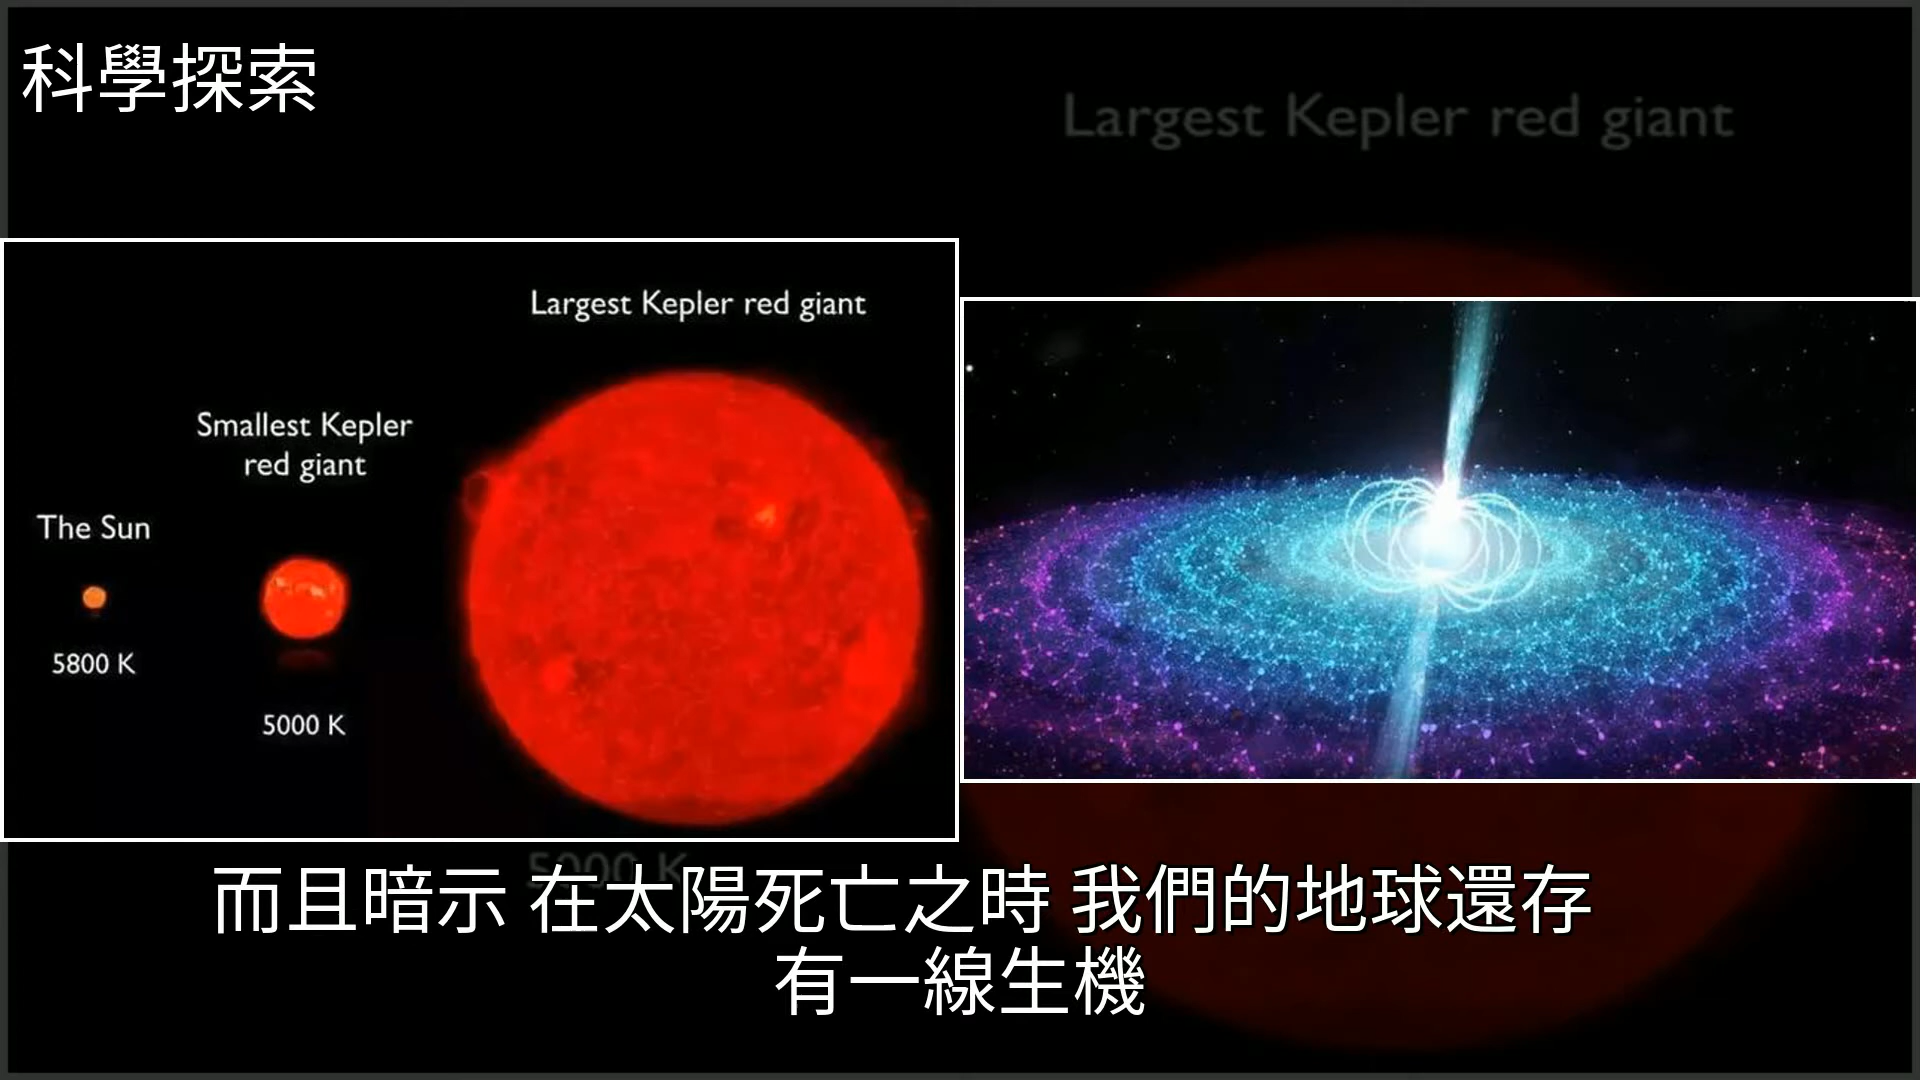 科學探索
Largest Kepler red giant
Largest Kepler red giant
Smallest Kepler
red giant
The Sun
5800 K
5000 K
5000 K
而且暗示 在太陽死亡之時 我們的地球還存
有一線生機